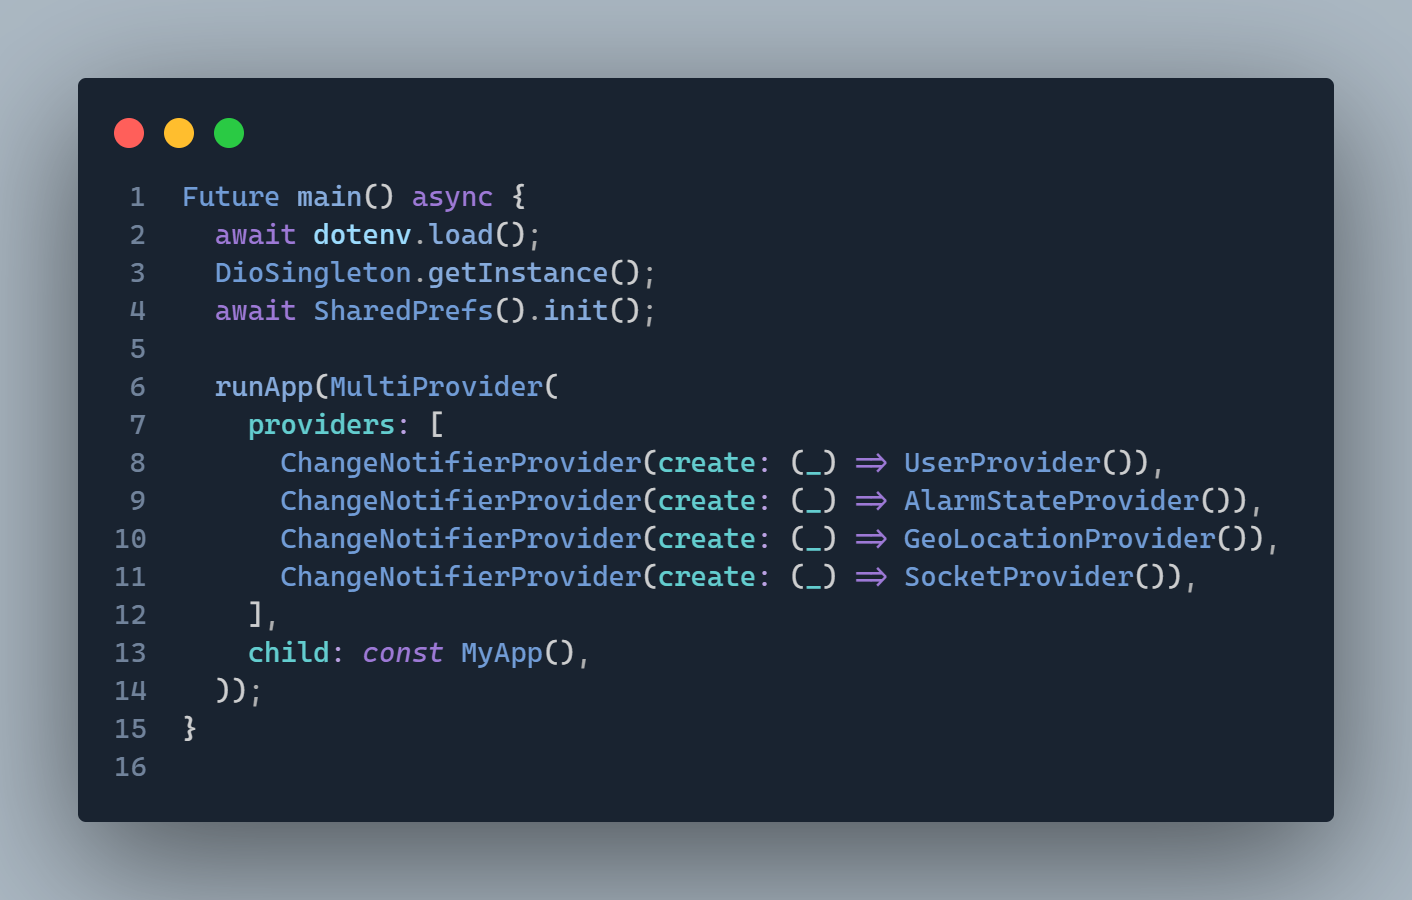 1 Future main() async {
2   await dotenv.load();
3   DioSingleton.getInstance();
4   await SharedPrefs().init();
5
6   runApp(MultiProvider(
7     providers: [
8       ChangeNotifierProvider(create: (_) => UserProvider()),
9       ChangeNotifierProvider(create: (_) => AlarmStateProvider()),
10       ChangeNotifierProvider(create: (_) => GeoLocationProvider()),
11       ChangeNotifierProvider(create: (_) => SocketProvider()),
12     ],
13     child: const MyApp(),
14   ));
15 }
16